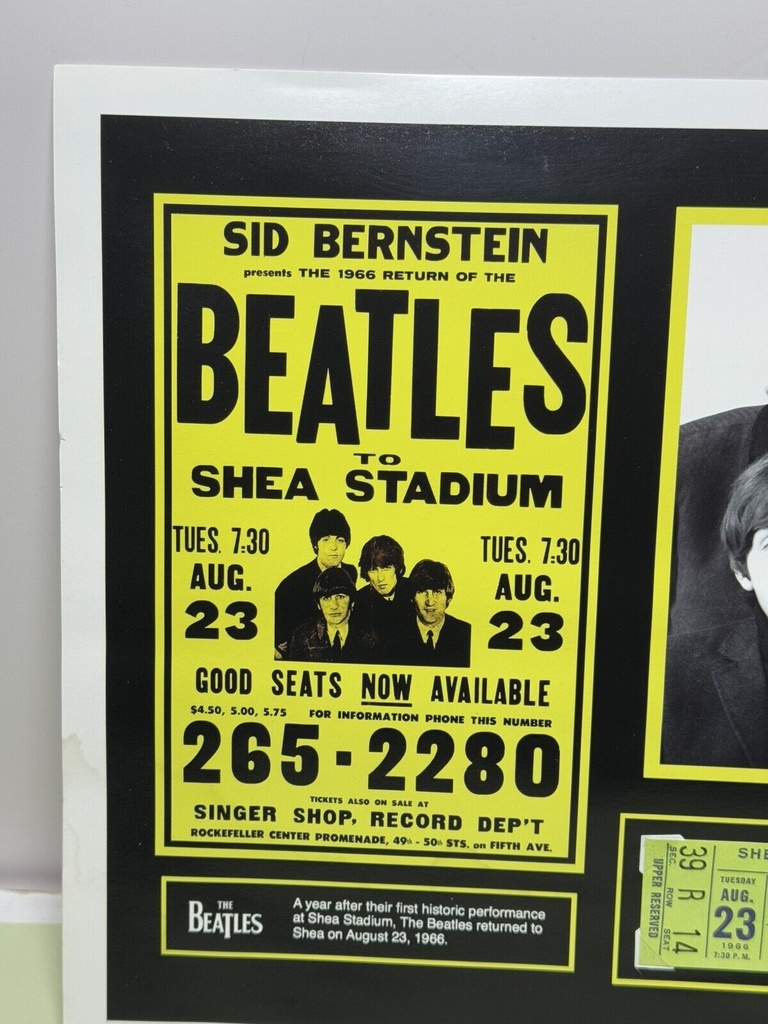 SID BERNSTEIN
presents THE 1966 RETURN OF THE
BEATLES
TO
SHEA STADIUM
TUES. 7:30
AUG.
23
TUES. 7:30
AUG.
23
GOOD SEATS NOW AVAILABLE
$4.50, 5.00, 5.75 FOR INFORMATION PHONE THIS NUMBER
265-2280
TICKETS ALSO ON SALE AT
SINGER SHOP, RECORD DEP'T
ROCKEFELLER CENTER PROMENADE, 49th - 50th STS. on FIFTH AVE.
THE
BEATLES
A year after their first historic performance
at Shea Stadium, The Beatles returned to
Shea on August 23, 1966.
39 R 14
SEC. ROW SEAT
UPPER RESERVED
SHE
TUESDAY
AUG.
23
1966
7:30 P.M.